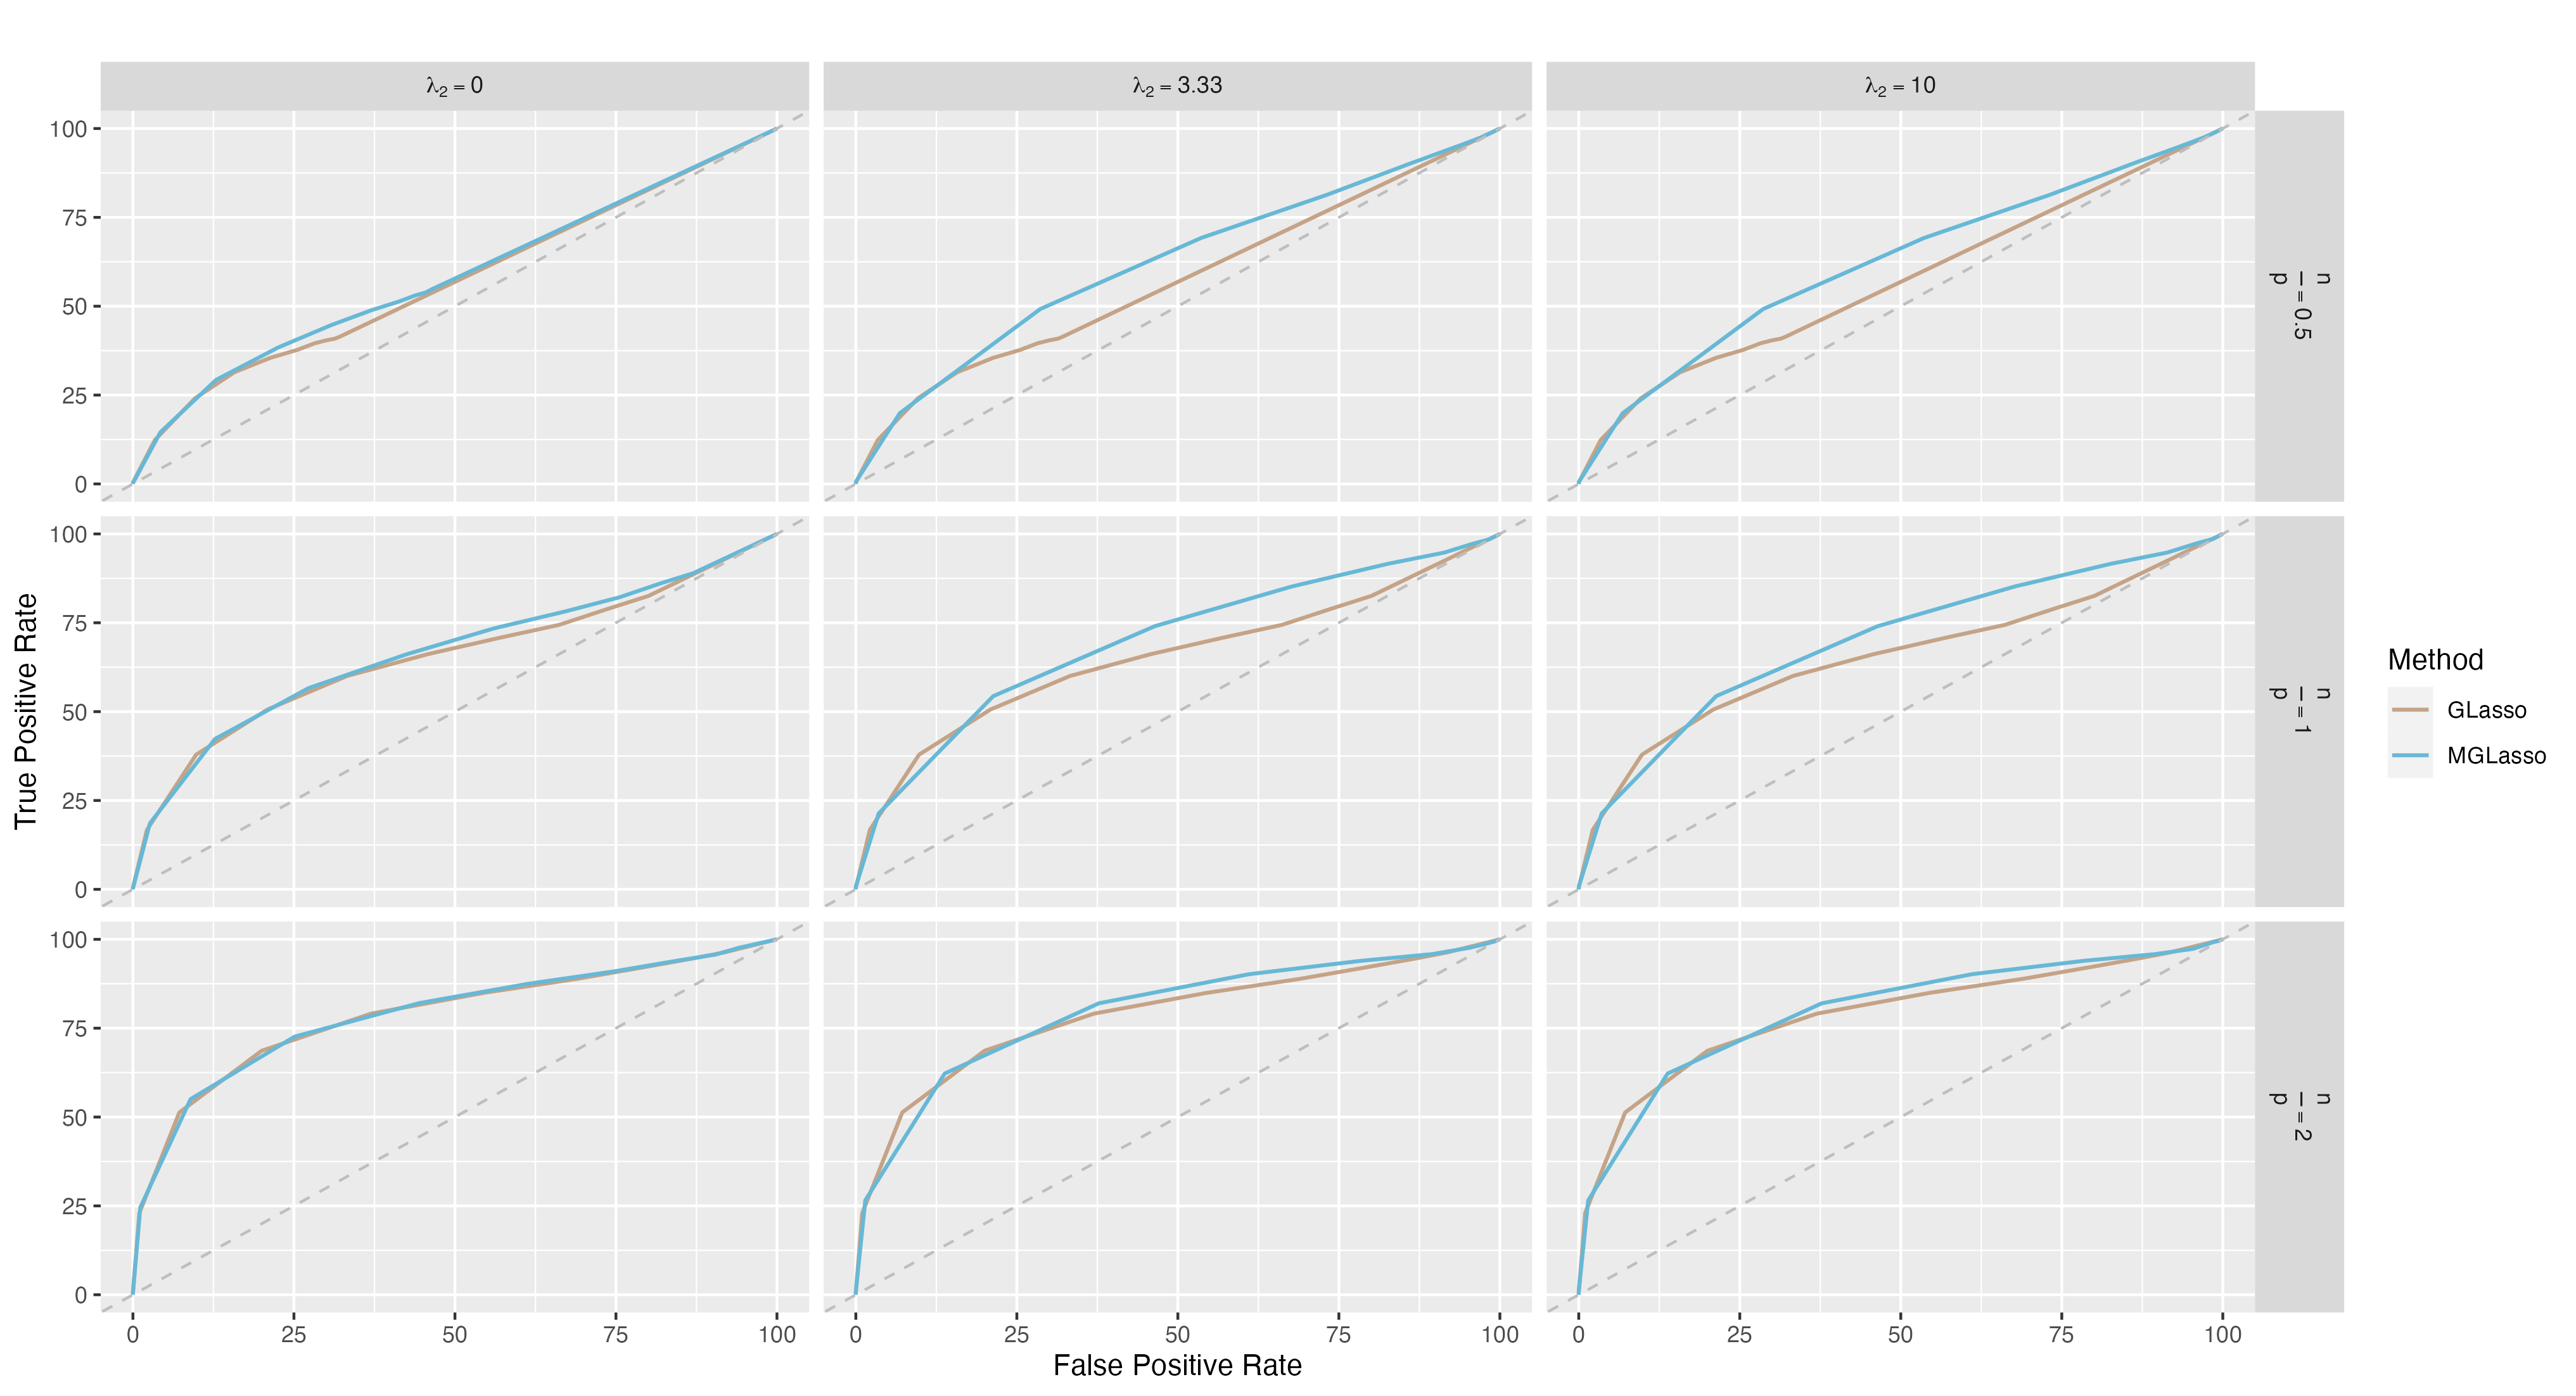 λ2 = 0
λ2 = 3.33
λ2 = 10
100
75
50
25
0
n/p = 0.5
100
75
50
25
0
n/p = 1
100
75
50
25
0
n/p = 2
0 25 50 75 100
0 25 50 75 100
0 25 50 75 100
False Positive Rate
True Positive Rate
Method
GLasso
MGLasso